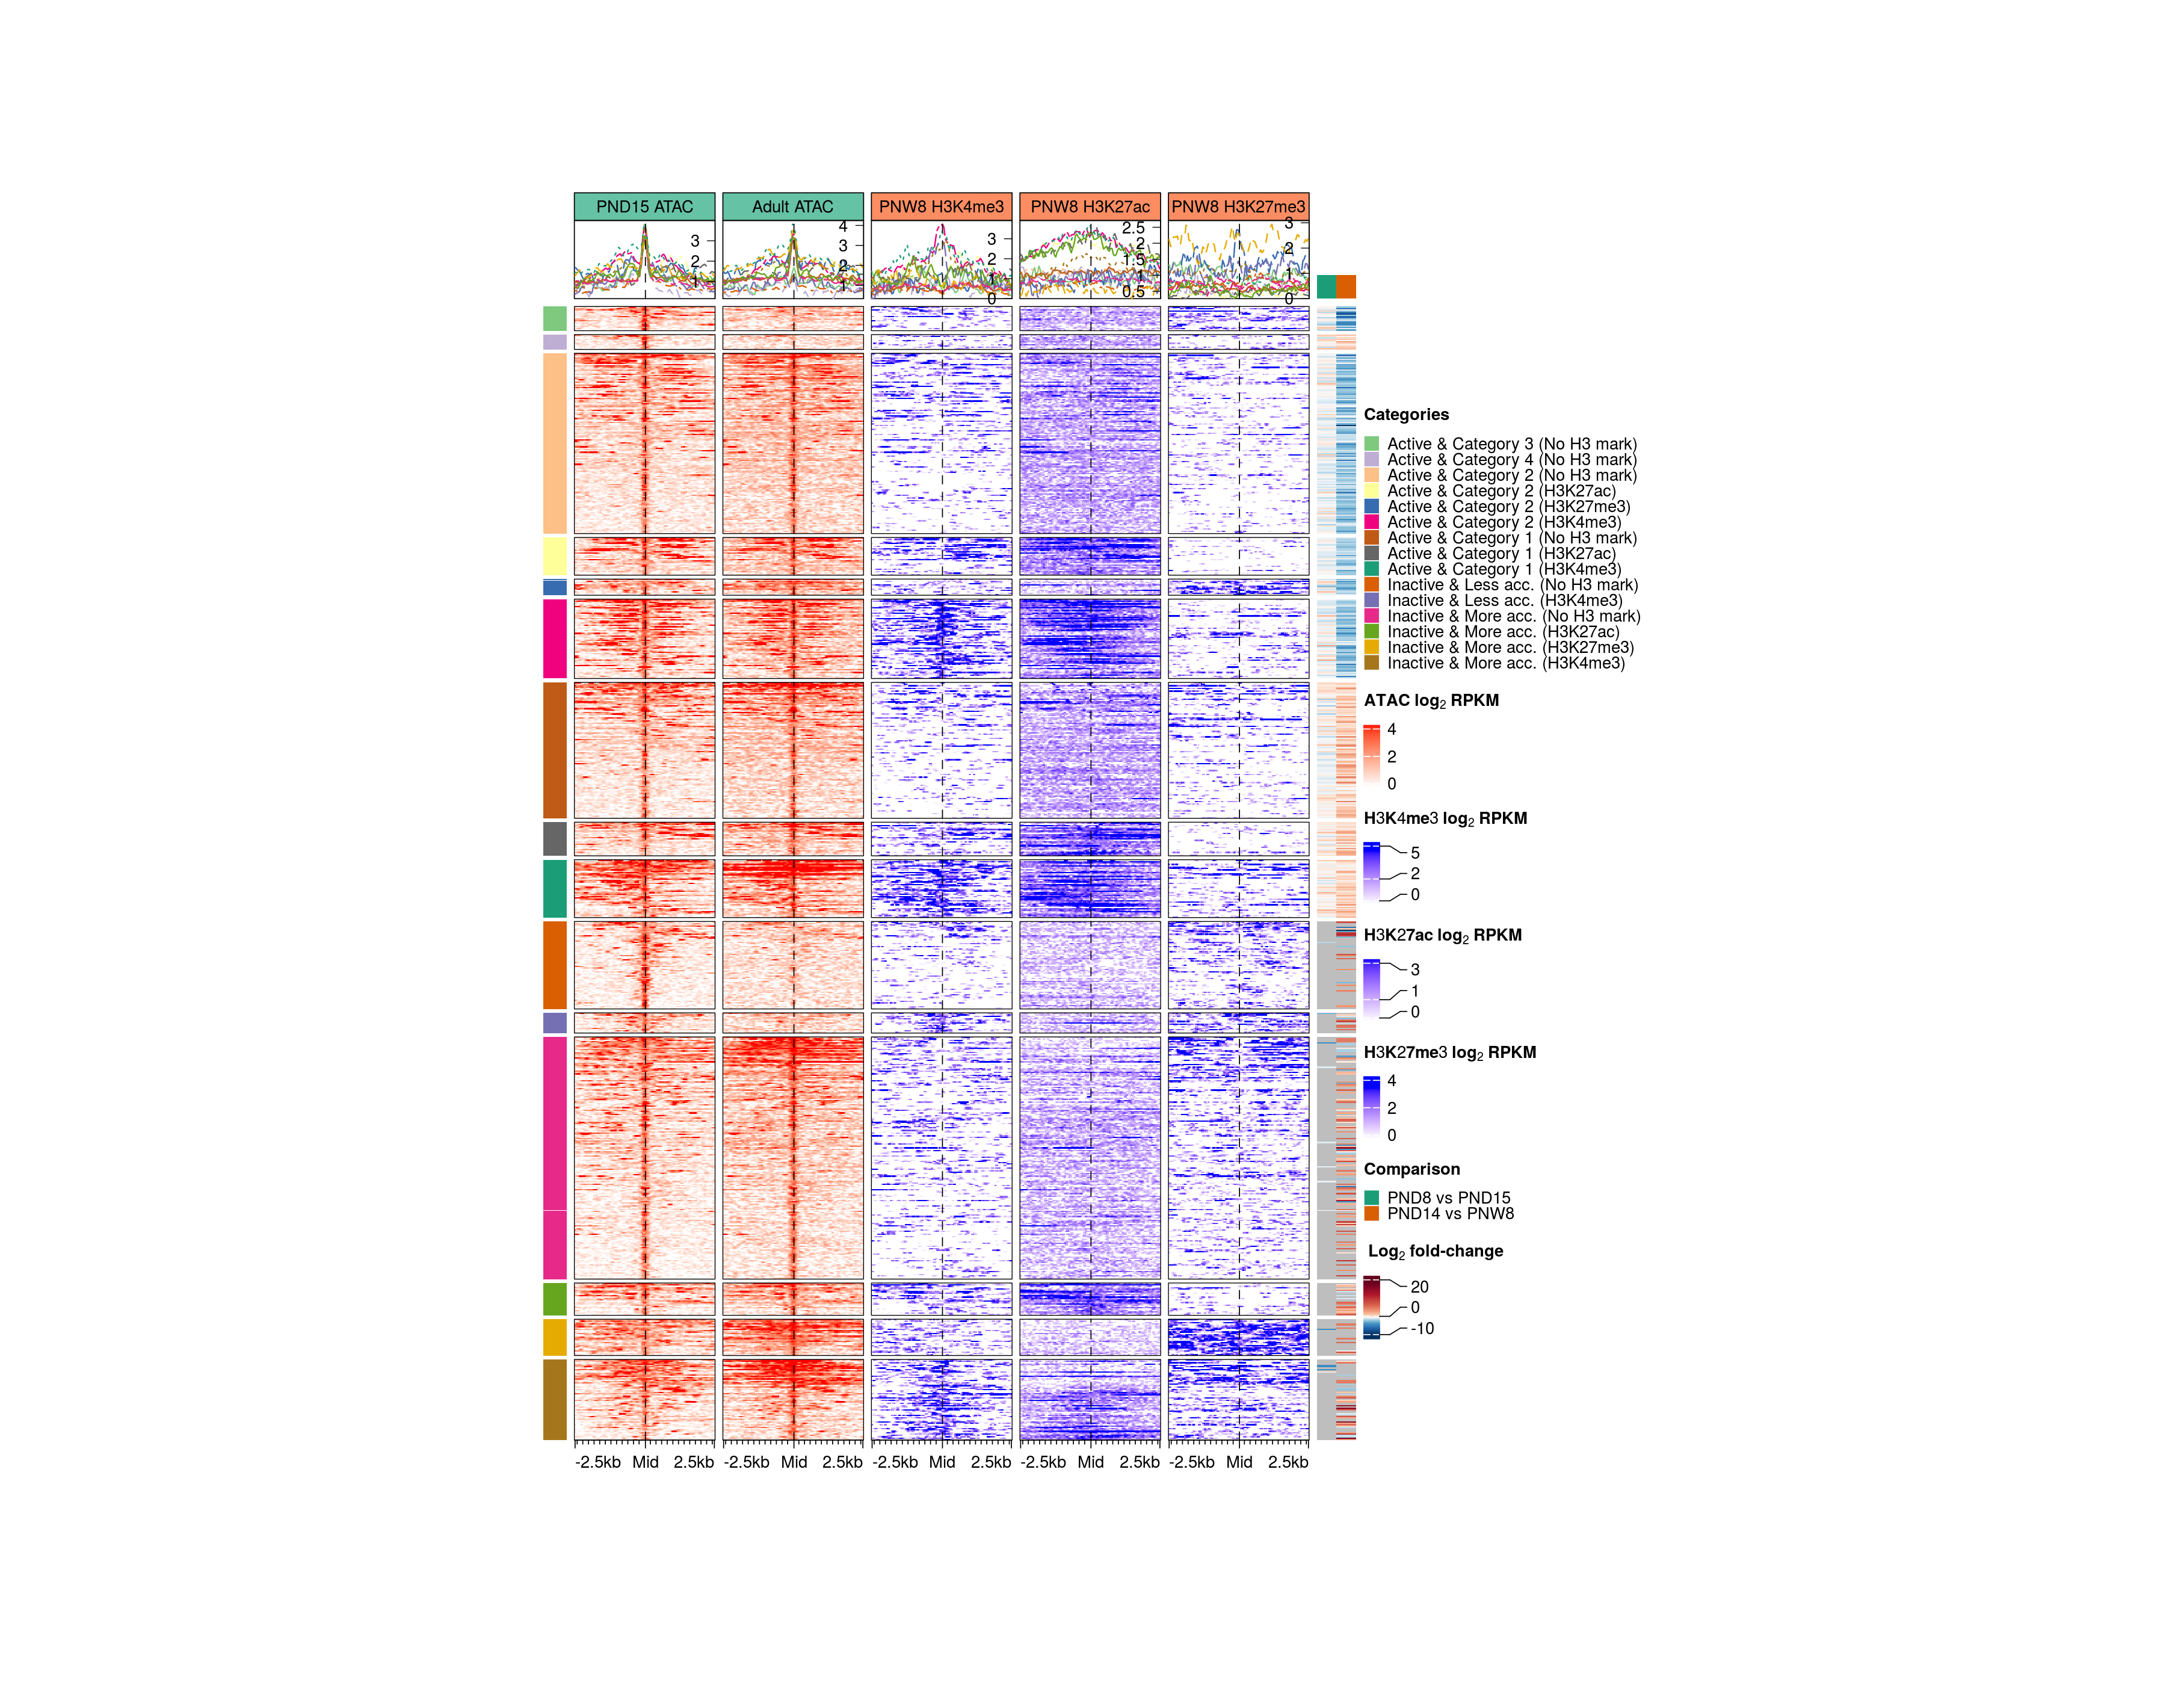 PND15 ATAC
Adult ATAC
PNW8 H3K4me3
PNW8 H3K27ac
PNW8 H3K27me3
3
2
1
4
3
2
1
3
2
1
0
2.5
2
1.5
1
0.5
3
2
1
0
Categories
Active & Category 3 (No H3 mark)
Active & Category 4 (No H3 mark)
Active & Category 2 (No H3 mark)
Active & Category 2 (H3K27ac)
Active & Category 2 (H3K27me3)
Active & Category 2 (H3K4me3)
Active & Category 1 (No H3 mark)
Active & Category 1 (H3K27ac)
Active & Category 1 (H3K4me3)
Inactive & Less acc. (No H3 mark)
Inactive & Less acc. (H3K4me3)
Inactive & More acc. (No H3 mark)
Inactive & More acc. (H3K27ac)
Inactive & More acc. (H3K27me3)
Inactive & More acc. (H3K4me3)
ATAC log2 RPKM
4
2
0
H3K4me3 log2 RPKM
5
2
0
H3K27ac log2 RPKM
3
1
0
H3K27me3 log2 RPKM
4
2
0
Comparison
PND8 vs PND15
PND14 vs PNW8
Log2 fold-change
20
0
-10
-2.5kb Mid 2.5kb
-2.5kb Mid 2.5kb
-2.5kb Mid 2.5kb
-2.5kb Mid 2.5kb
-2.5kb Mid 2.5kb